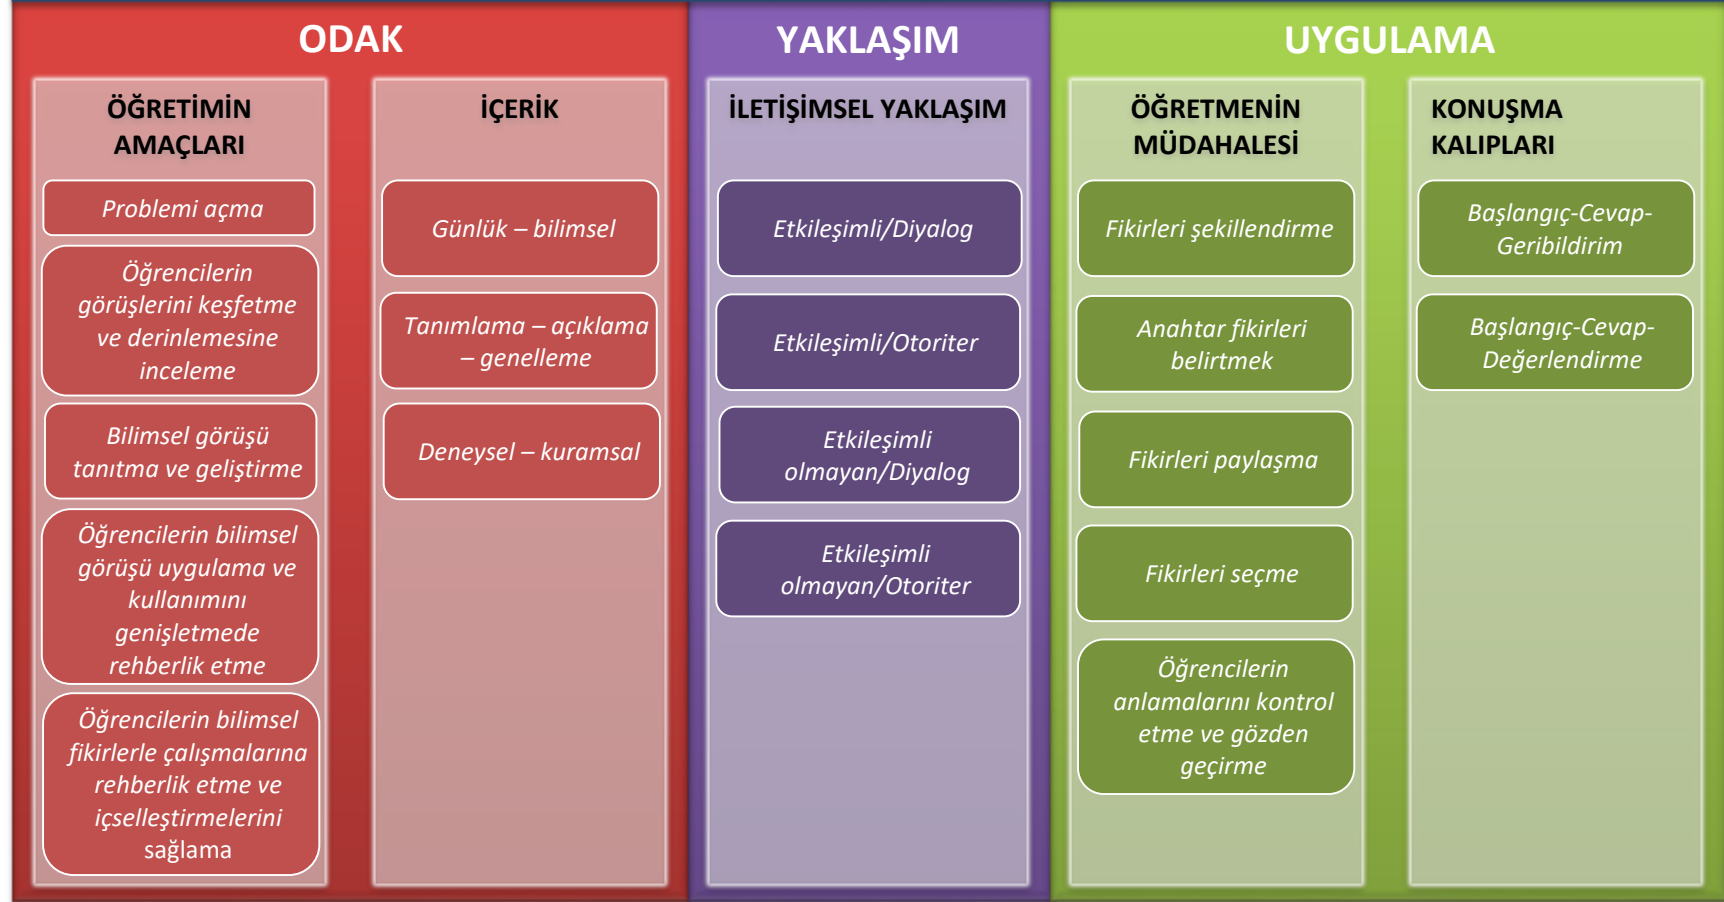 ODAK
ÖĞRETİMİN
AMAÇLARI
Problemi açma
Öğrencilerin
görüşlerini keşfetme
ve derinlemesine
inceleme
Bilimsel görüşü
tanıtma ve geliştirme
Öğrencilerin bilimsel
görüşü uygulama ve
kullanımını
genişletmede
rehberlik etme
Öğrencilerin bilimsel
fikirlerle çalışmalarına
rehberlik etme ve
içselleştirmelerini
sağlama
İÇERİK
Günlük – bilimsel
Tanımlama – açıklama
– genelleme
Deneysel – kuramsal
YAKLAŞIM
İLETİŞİMSEL YAKLAŞIM
Etkileşimli/Diyalog
Etkileşimli/Otoriter
Etkileşimli
olmayan/Diyalog
Etkileşimli
olmayan/Otoriter
UYGULAMA
ÖĞRETMENİN
MÜDAHALESİ
Fikirleri şekillendirme
Anahtar fikirleri
belirtmek
Fikirleri paylaşma
Fikirleri seçme
Öğrencilerin
anlamalarını kontrol
etme ve gözden
geçirme
KONUŞMA
KALIPLARI
Başlangıç-Cevap-
Geribildirim
Başlangıç-Cevap-
Değerlendirme